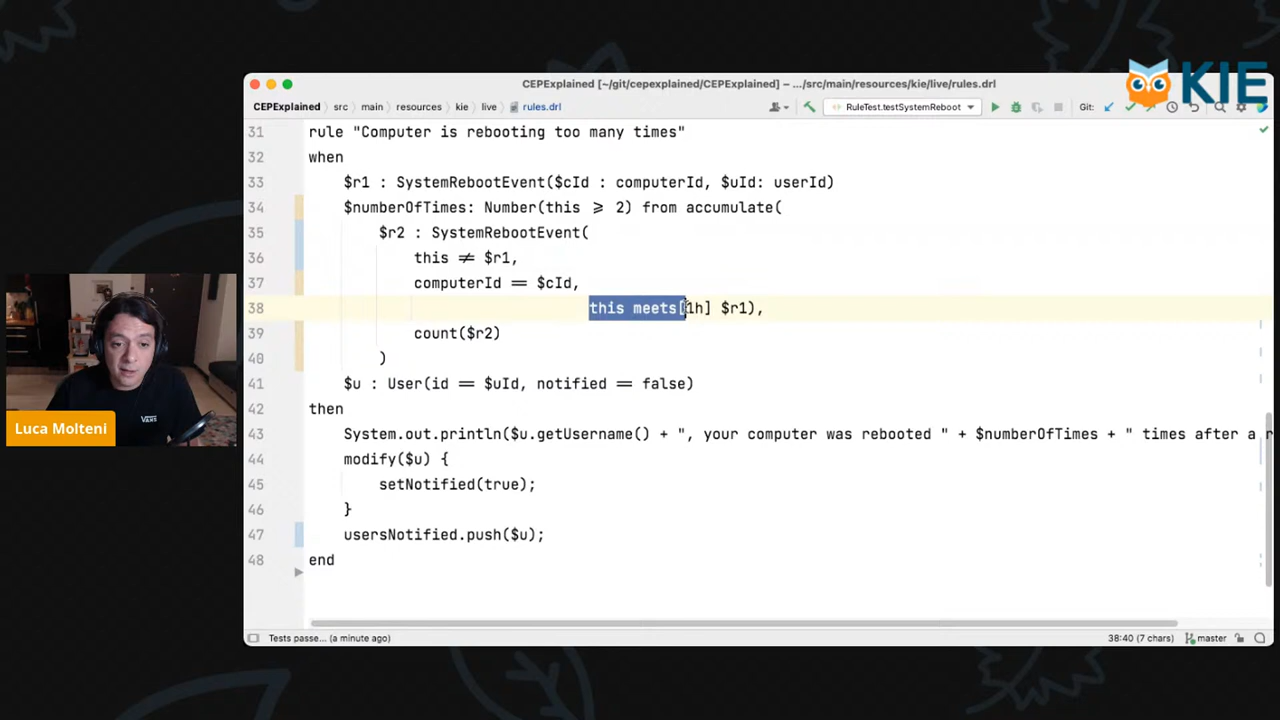 KIE
CEPExplained [~/git/cepexplained/CEPExplained] – .../src/main/resources/kie/live/rules.drl
CEPExplained src main resources kie live rules.drl RuleTest.testSystemReboot Git:
31 rule "Computer is rebooting too many times"
32 when
33 $r1 : SystemRebootEvent($cId : computerId, $uId: userId)
34 $numberOfTimes: Number(this ⩾ 2) from accumulate(
35 $r2 : SystemRebootEvent(
36 this ≠ $r1,
37 computerId == $cId,
38 this meets[1h] $r1),
39 count($r2)
40 )
41 $u : User(id == $uId, notified == false)
42 then
43 System.out.println($u.getUsername() + ", your computer was rebooted " + $numberOfTimes + " times after a r
44 modify($u) {
45 setNotified(true);
46 }
47 usersNotified.push($u);
48 end
Luca Molteni
VANS
Tests passe... (a minute ago) 38:40 (7 chars) master